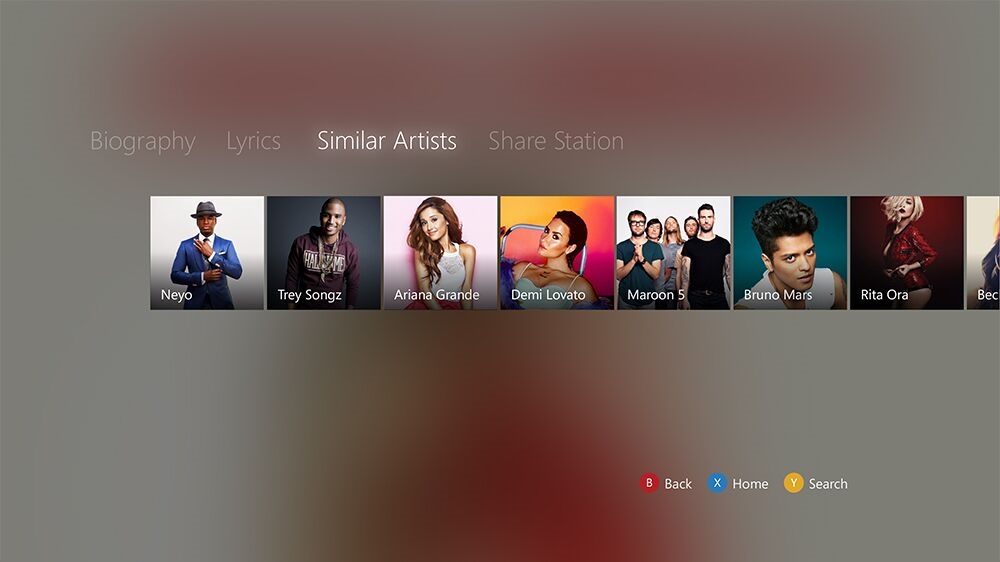 Biography Lyrics Similar Artists Share Station
Neyo Trey Songz Ariana Grande Demi Lovato Maroon 5 Bruno Mars Rita Ora Bec
B Back X Home Y Search